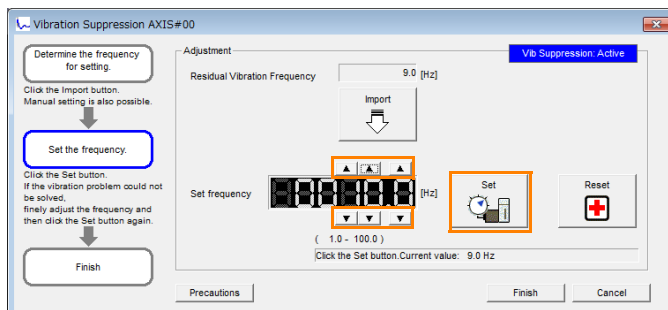 Vibration Suppression AXIS#00
Determine the frequency
for setting.
Click the Import button.
Manual setting is also possible.
Set the frequency.
Click the Set button.
If the vibration problem could not
be solved,
finely adjust the frequency and
then click the Set button again.
Finish
Adjustment
Vib Suppression: Active
Residual Vibration Frequency 9.0 [Hz]
Import
Set frequency [Hz]
Set
Reset
( 1.0 - 100.0 )
Click the Set button.Current value: 9.0 Hz
Precautions
Finish
Cancel